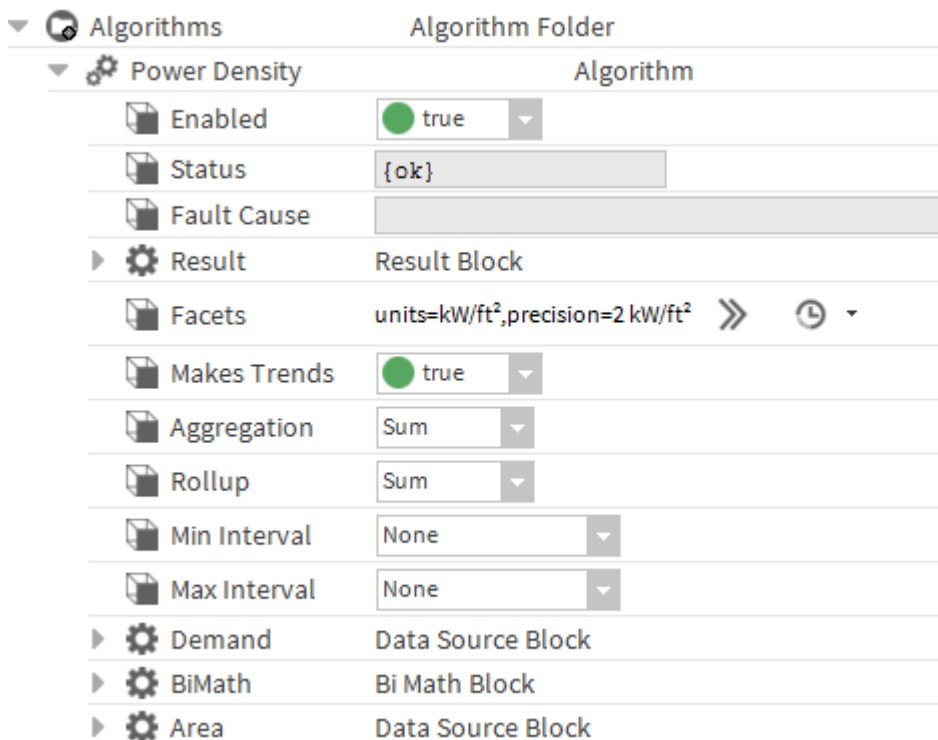 Algorithms Algorithm Folder
Power Density Algorithm
Enabled true
Status {ok}
Fault Cause
Result Result Block
Facets units=kW/ft²,precision=2 kW/ft²
Makes Trends true
Aggregation Sum
Rollup Sum
Min Interval None
Max Interval None
Demand Data Source Block
BiMath Bi Math Block
Area Data Source Block